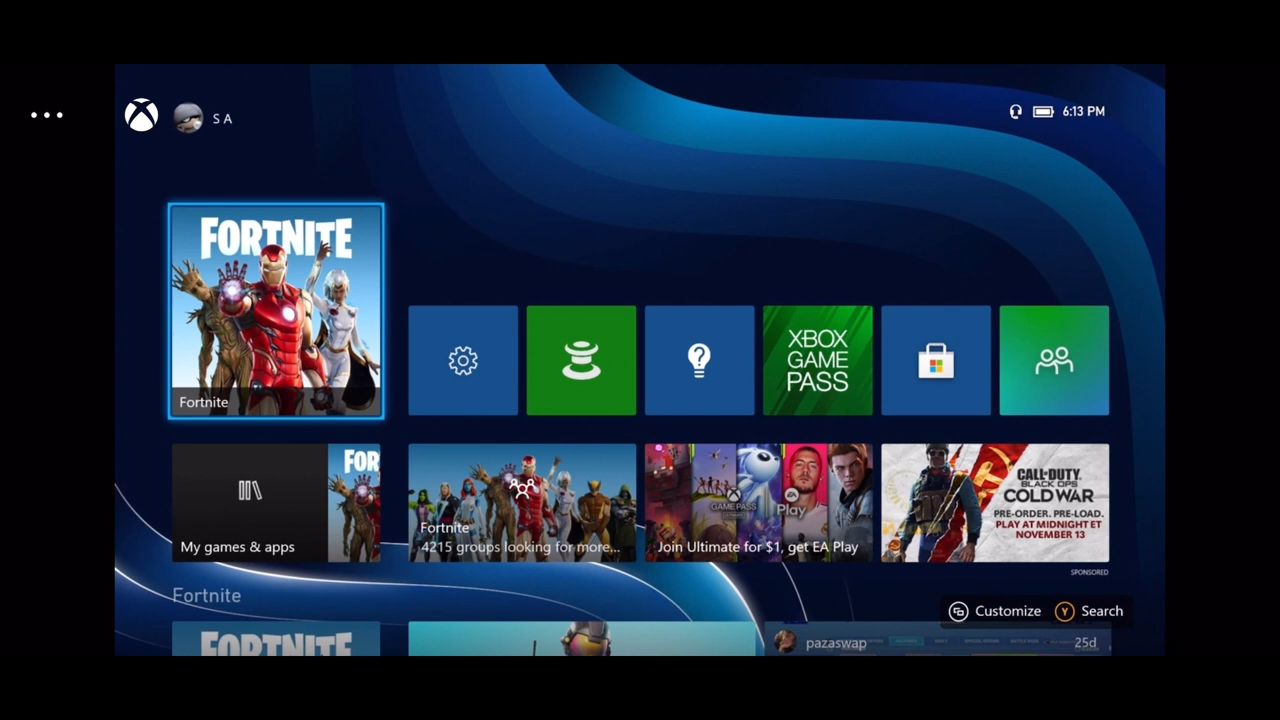 S A
6:13 PM
FORTNITE
Fortnite
XBOX
GAME
PASS
FOR
My games & apps
Fortnite
4215 groups looking for more...
GAME PASS
EA
Play
Join Ultimate for $1, get EA Play
CALL OF DUTY
BLACK OPS
COLD WAR
PRE-ORDER. PRE-LOAD.
PLAY AT MIDNIGHT ET
NOVEMBER 13
SPONSORED
Fortnite
Customize
Y Search
FORTNITE
pazaswap
25d